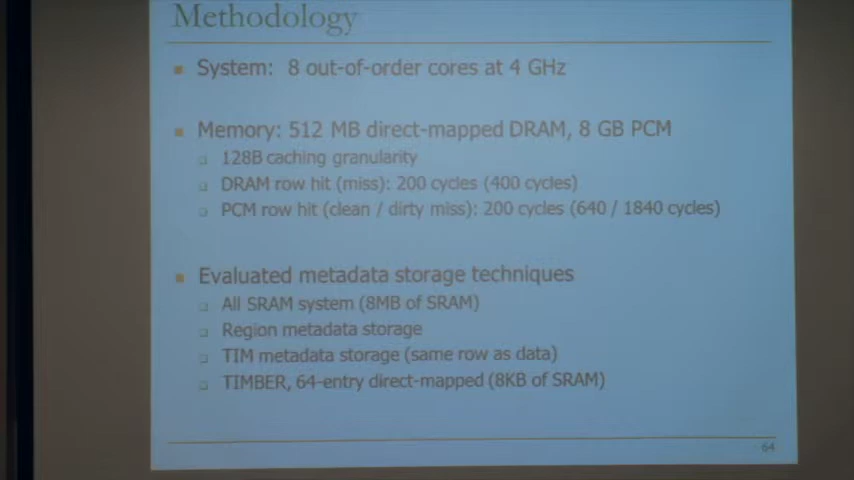 Methodology
System: 8 out-of-order cores at 4 GHz
Memory: 512 MB direct-mapped DRAM, 8 GB PCM
128B caching granularity
DRAM row hit (miss): 200 cycles (400 cycles)
PCM row hit (clean / dirty miss): 200 cycles (640 / 1840 cycles)
Evaluated metadata storage techniques
All SRAM system (8MB of SRAM)
Region metadata storage
TIM metadata storage (same row as data)
TIMBER, 64-entry direct-mapped (8KB of SRAM)
64